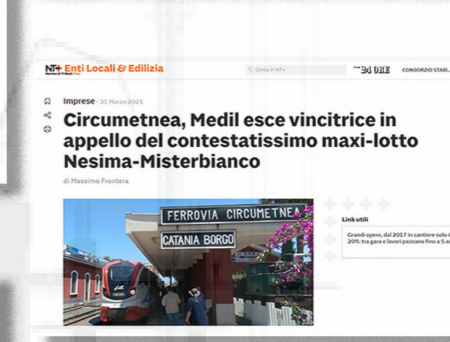 NT+ Enti Locali & Edilizia
Cerca in NT+
24 ORE
CONSORZIO STABI...
Imprese - 31 Marzo 2021
Circumetnea, Medil esce vincitrice in
appello del contestatissimo maxi-lotto
Nesima-Misterbianco
di Massimo Frontera
FERROVIA CIRCUMETNEA
CATANIA BORGO
Link utili
Grandi opere, dal 2017 in cantiere solo i
20%: tra gara e lavori passano fino a 5 a